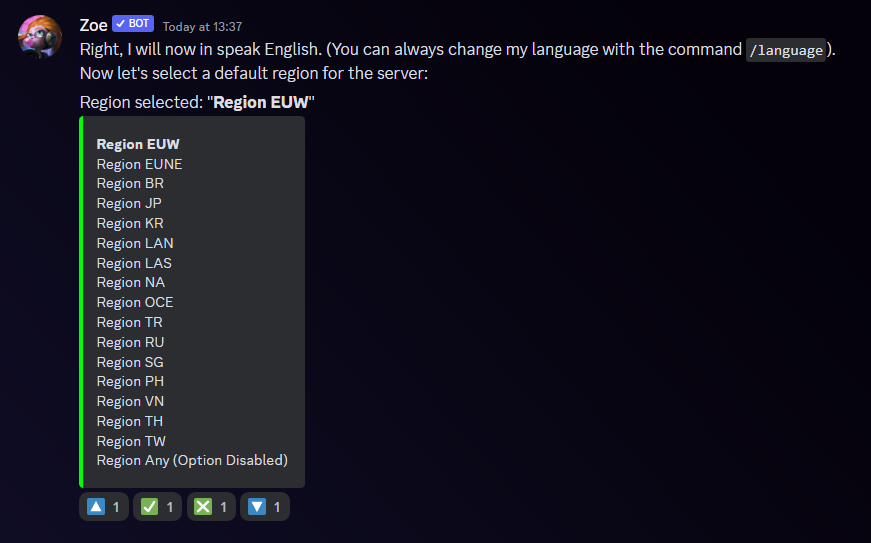 Zoe ✓ BOT Today at 13:37
Right, I will now in speak English. (You can always change my language with the command /language).
Now let's select a default region for the server:
Region selected: "Region EUW"
Region EUW
Region EUNE
Region BR
Region JP
Region KR
Region LAN
Region LAS
Region NA
Region OCE
Region TR
Region RU
Region SG
Region PH
Region VN
Region TH
Region TW
Region Any (Option Disabled)
1 1 1 1